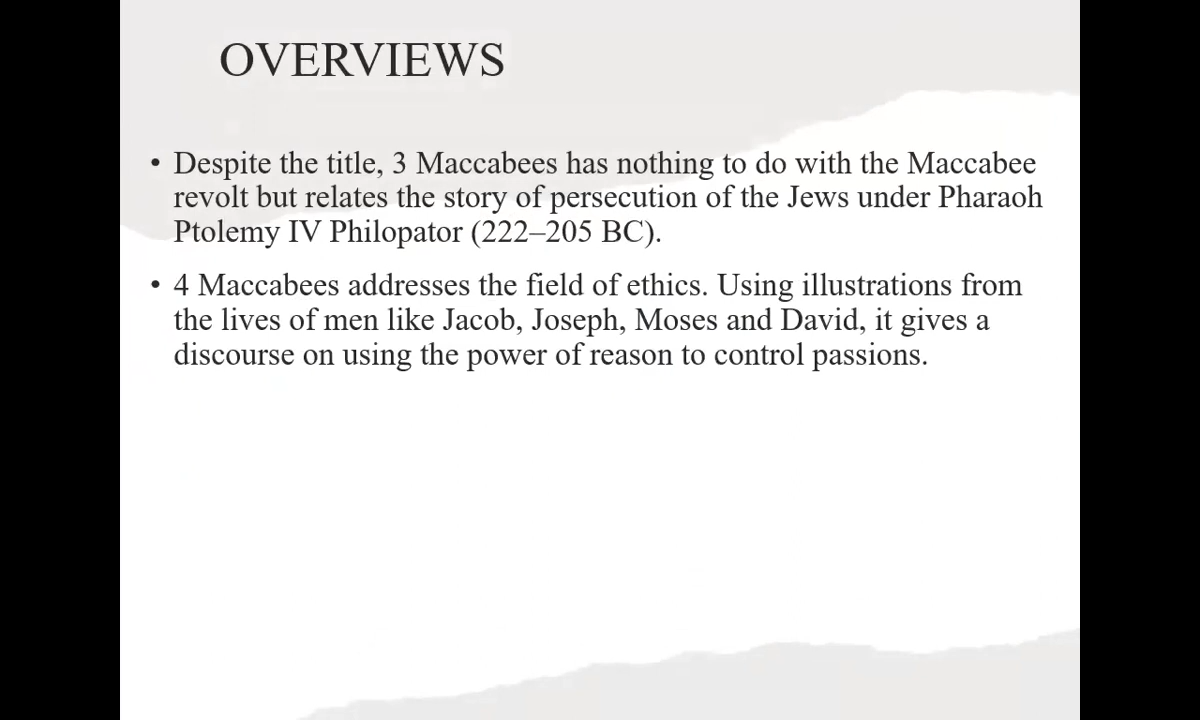 OVERVIEWS
• Despite the title, 3 Maccabees has nothing to do with the Maccabee
revolt but relates the story of persecution of the Jews under Pharaoh
Ptolemy IV Philopator (222–205 BC).
• 4 Maccabees addresses the field of ethics. Using illustrations from
the lives of men like Jacob, Joseph, Moses and David, it gives a
discourse on using the power of reason to control passions.